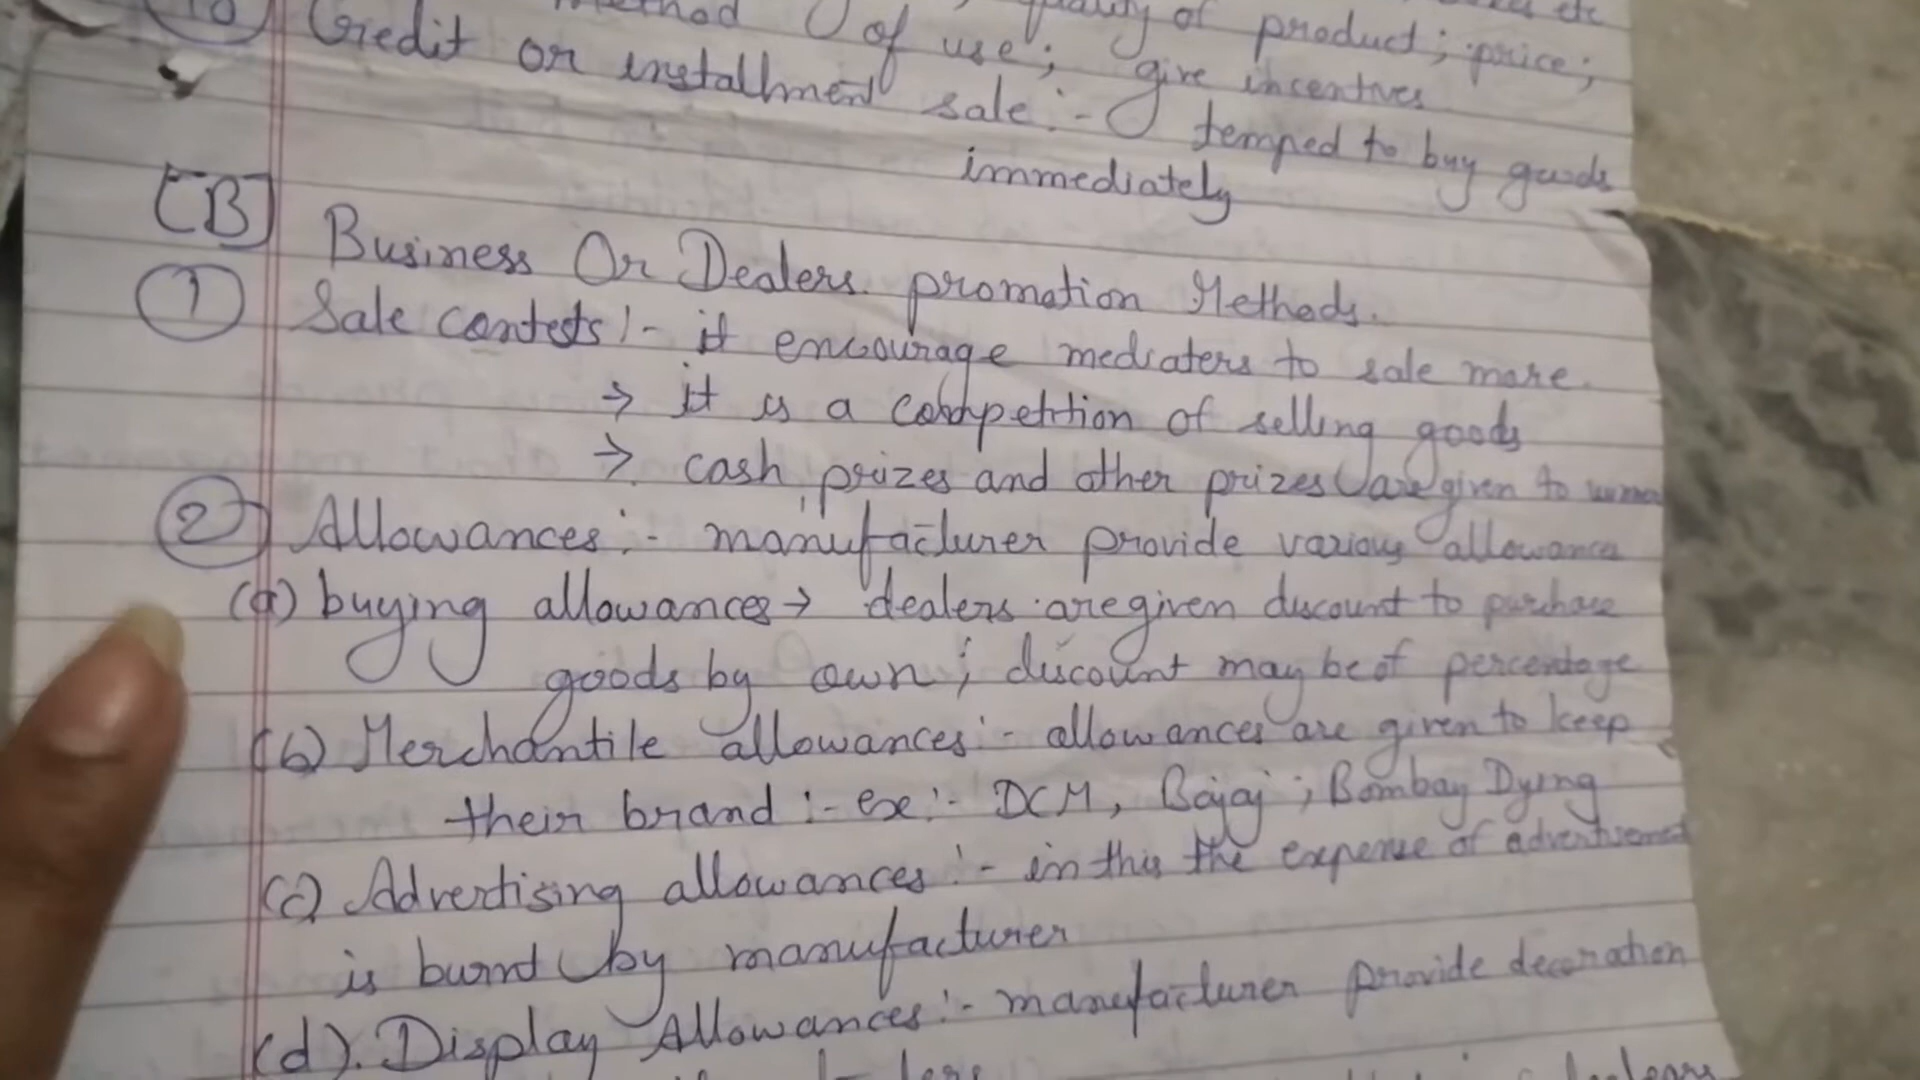 method of use; quality of product; price;
Credit or installment sale :- give incentives
temped to buy goods
immediately
[B] Business Or Dealers promotion Methods.
1 Sale contests :- it encourage mediaters to sale more.
→ it is a competition of selling goods
→ cash prizes and other prizes are given to
2 Allowances :- manufacturer provide various allowance
(a) buying allowances → dealers are given discount to purchase
goods by own ; discount may be of percentage
(b) Merchantile allowances :- allowances are given to keep
their brand :- ex :- DCM, Bajaj ; Bombay Dying
(c) Advertising allowances :- in this the expense of advertisement
is burnd by manufacturer
(d). Display Allowances :- manufacturer provide decoration